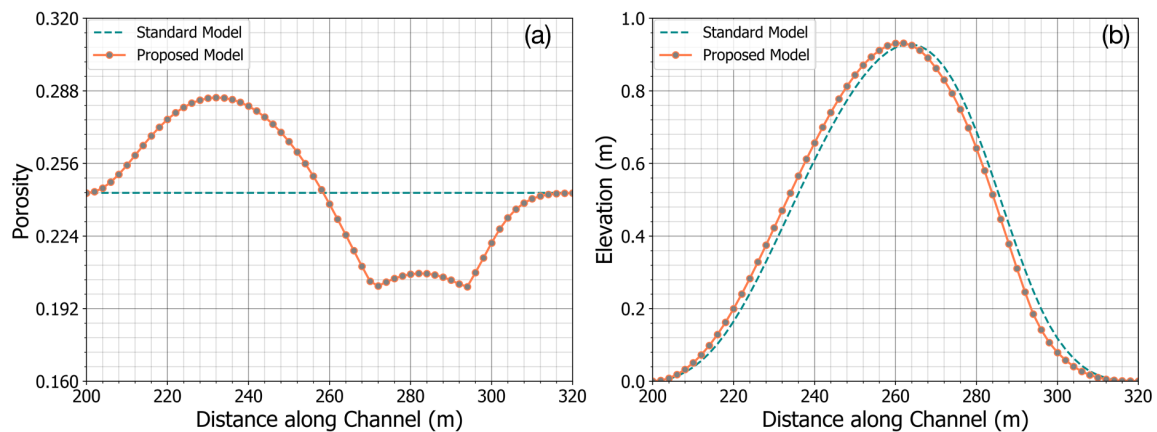 (a)
Standard Model
Proposed Model
0.320
0.288
0.256
0.224
0.192
0.160
Porosity
200 220 240 260 280 300 320
Distance along Channel (m)
(b)
Standard Model
Proposed Model
1.0
0.8
0.6
0.4
0.2
0.0
Elevation (m)
200 220 240 260 280 300 320
Distance along Channel (m)